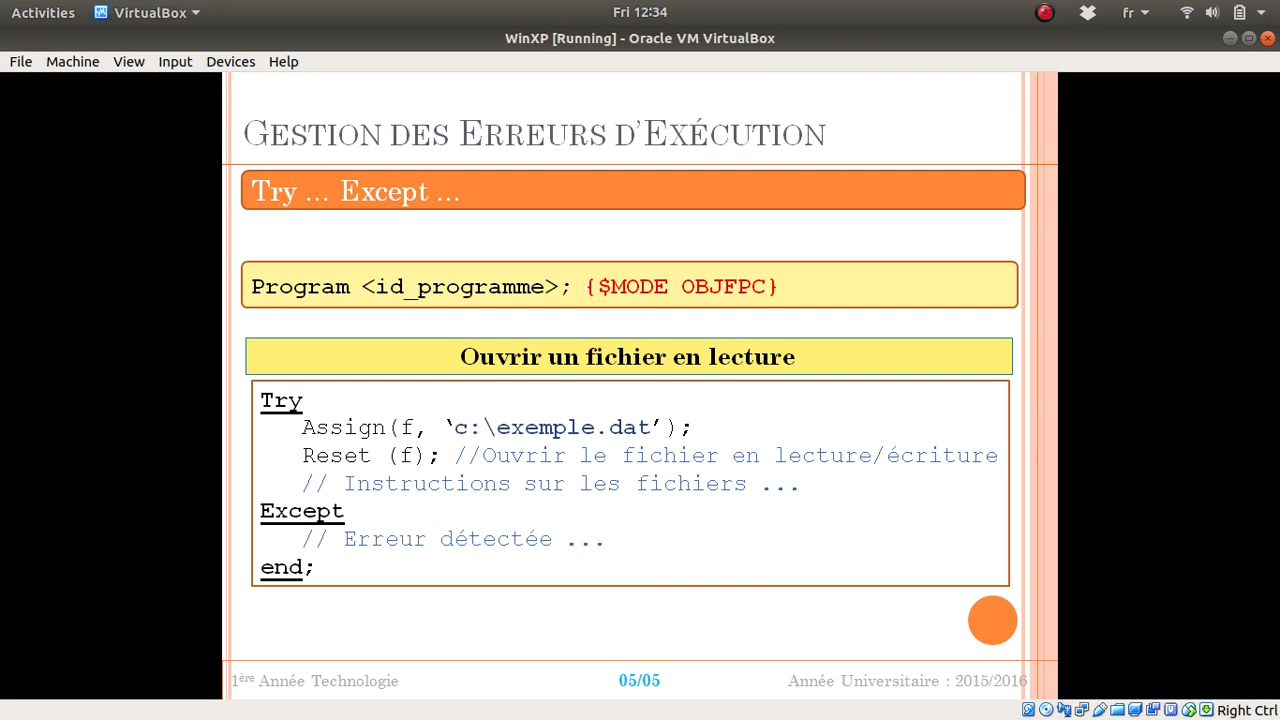 Activities VirtualBox Fri 12:34 fr
WinXP [Running] - Oracle VM VirtualBox
File Machine View Input Devices Help
Gestion des Erreurs d’Exécution
Try ... Except ...
Program <id_programme>; {$MODE OBJFPC}
Ouvrir un fichier en lecture
Try
Assign(f, ‘c:\exemple.dat’);
Reset (f); //Ouvrir le fichier en lecture/écriture
// Instructions sur les fichiers ...
Except
// Erreur détectée ...
end;
1ère Année Technologie 05/05 Année Universitaire : 2015/2016
Right Ctrl